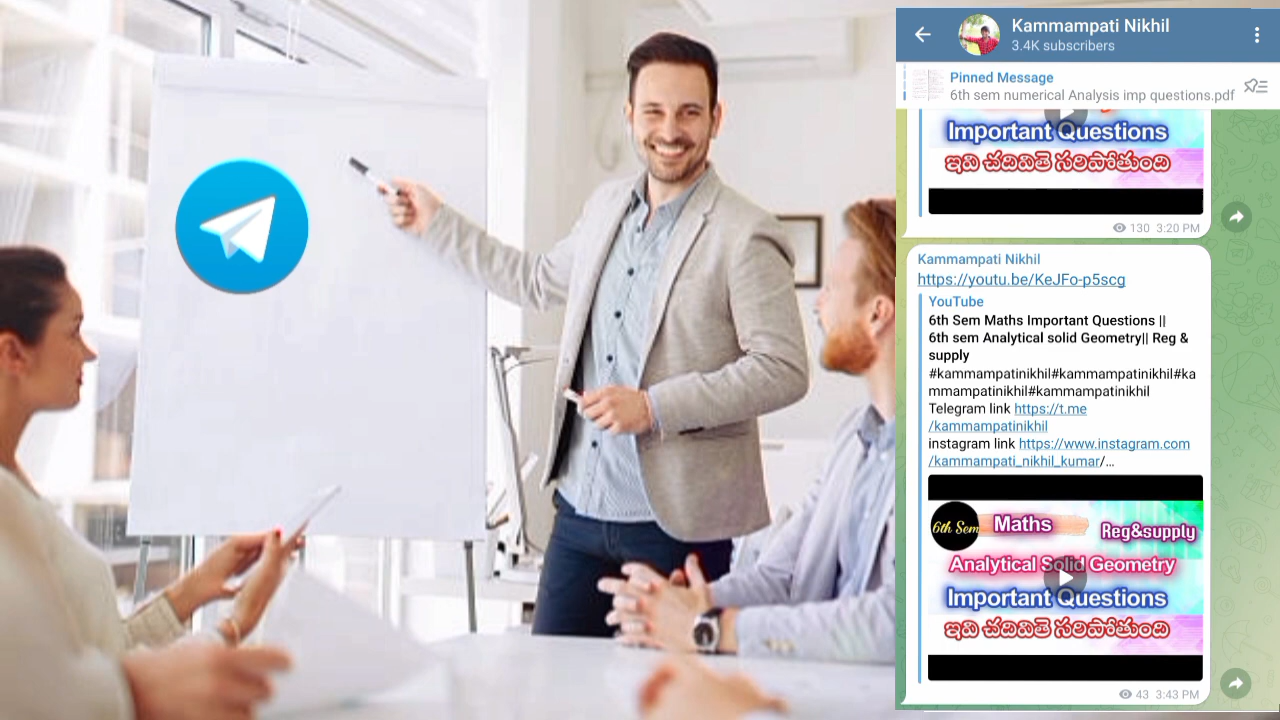 Kammampati Nikhil
3.4K subscribers
Pinned Message
6th sem numerical Analysis imp questions.pdf
Important Questions
ఇవి చదివితె సరిపోతుంది
130 3:20 PM
Kammampati Nikhil
https://youtu.be/KeJFo-p5scg
YouTube
6th Sem Maths Important Questions ||
6th sem Analytical solid Geometry|| Reg &
supply
#kammampatinikhil#kammampatinikhil#ka
mmampatinikhil#kammampatinikhil
Telegram link https://t.me
/kammampatinikhil
instagram link https://www.instagram.com
/kammampati_nikhil_kumar/…
6th Sem Maths Reg&supply
Analytical Solid Geometry
Important Questions
ఇవి చదివితె సరిపోతుంది
43 3:43 PM